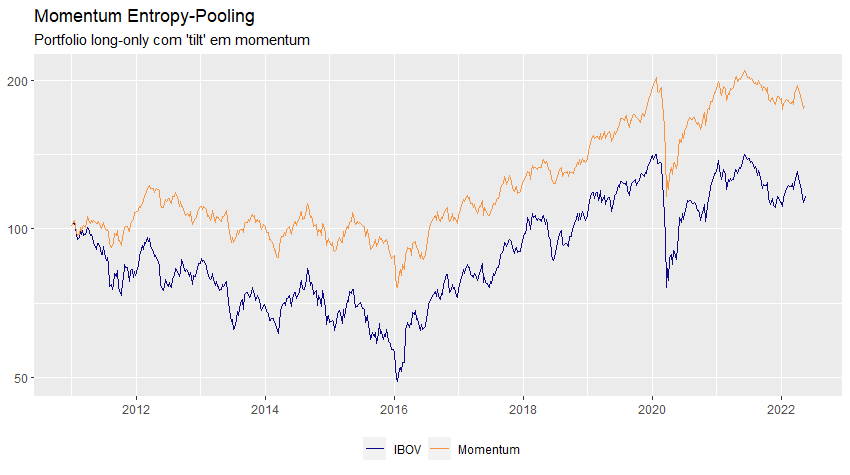 Momentum Entropy-Pooling
Portfolio long-only com 'tilt' em momentum
200
100
50
2012 2014 2016 2018 2020 2022
IBOV Momentum